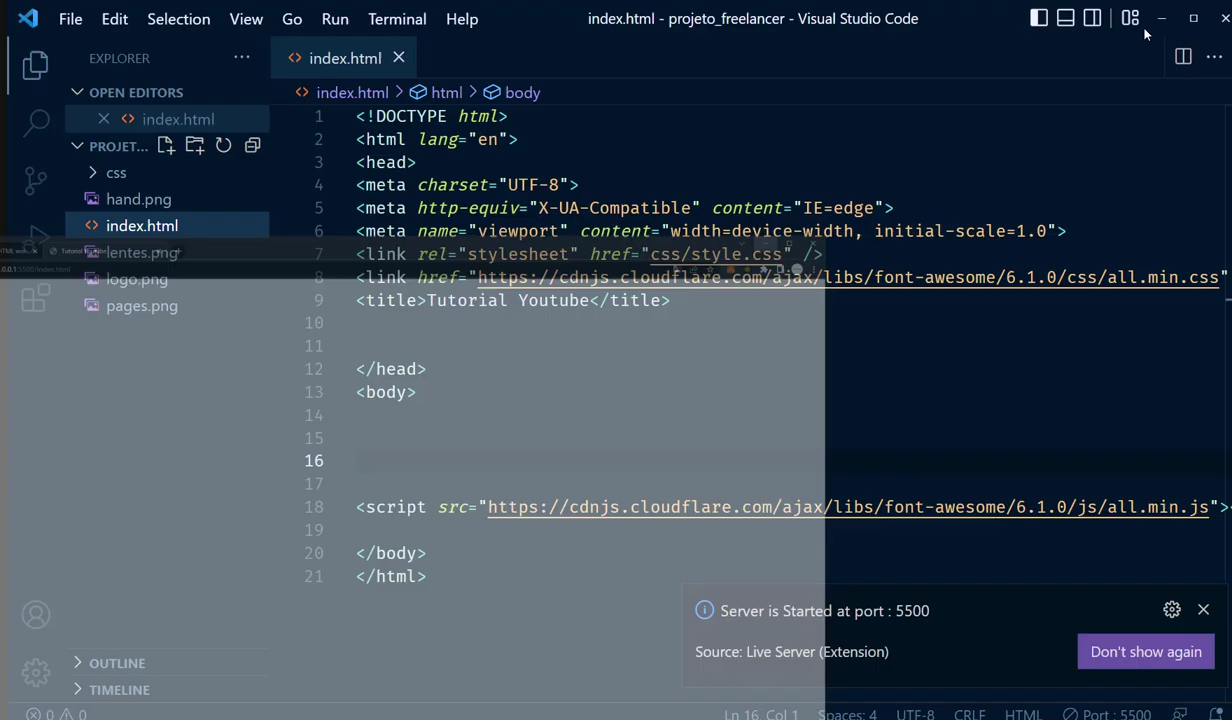 File Edit Selection View Go Run Terminal Help index.html - projeto_freelancer - Visual Studio Code
EXPLORER ···
index.html
OPEN EDITORS
index.html
PROJET...
css
hand.png
index.html
lentes.png
logo.png
pages.png
OUTLINE
TIMELINE
index.html > html > body
1 <!DOCTYPE html>
2 <html lang="en">
3 <head>
4 <meta charset="UTF-8">
5 <meta http-equiv="X-UA-Compatible" content="IE=edge">
6 <meta name="viewport" content="width=device-width, initial-scale=1.0">
7 <link rel="stylesheet" href="css/style.css" />
8 <link href="https://cdnjs.cloudflare.com/ajax/libs/font-awesome/6.1.0/css/all.min.css"
9 <title>Tutorial Youtube</title>
10
11
12 </head>
13 <body>
14
15
16
17
18 <script src="https://cdnjs.cloudflare.com/ajax/libs/font-awesome/6.1.0/js/all.min.js">
19
20 </body>
21 </html>
Server is Started at port : 5500
Source: Live Server (Extension)
Don't show again
0 0 Ln 16, Col 1 Spaces: 4 UTF-8 CRLF HTML Port : 5500